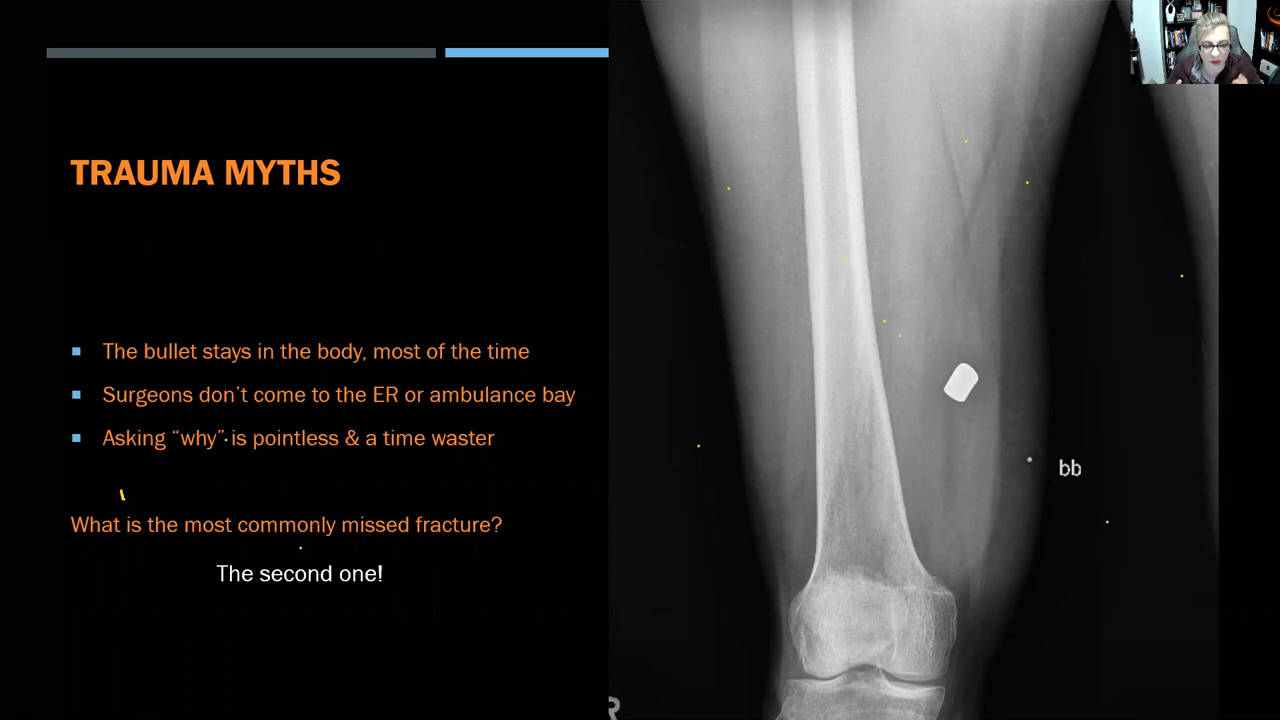 TRAUMA MYTHS
The bullet stays in the body, most of the time
Surgeons don't come to the ER or ambulance bay
Asking “why” is pointless & a time waster
What is the most commonly missed fracture?
The second one!
bb
R